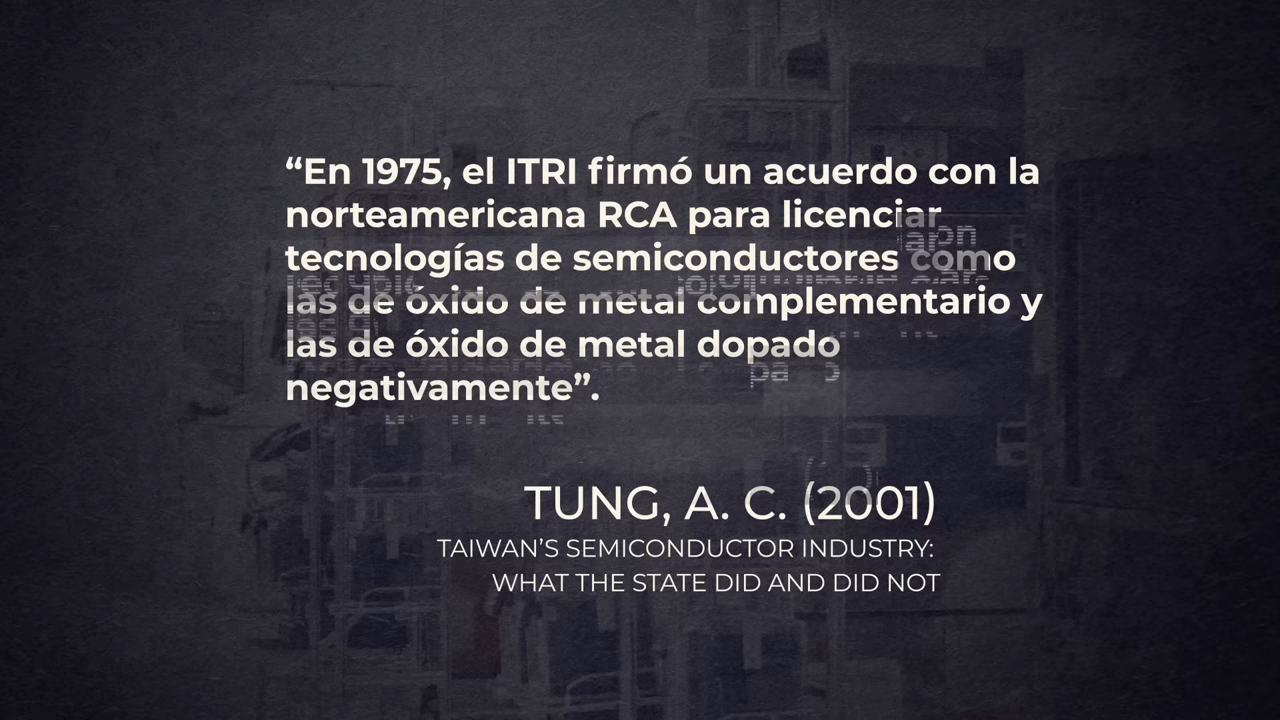 “En 1975, el ITRI firmó un acuerdo con la
norteamericana RCA para licenciar
tecnologías de semiconductores como
las de óxido de metal complementario y
las de óxido de metal dopado
negativamente”.
TUNG, A. C. (2001)
TAIWAN’S SEMICONDUCTOR INDUSTRY:
WHAT THE STATE DID AND DID NOT